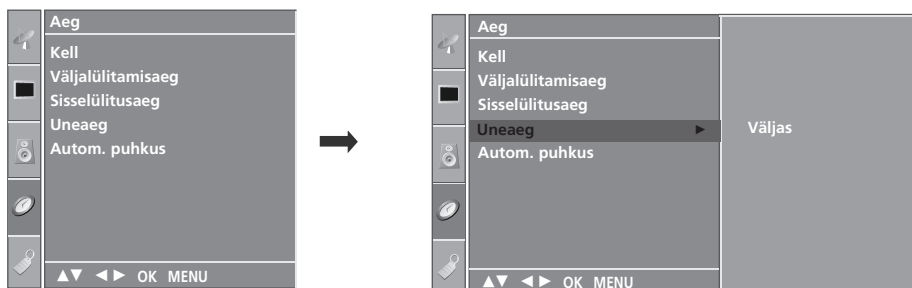 Aeg
Kell
Väljalülitamisaeg
Sisselülitusaeg
Uneaeg
Autom. puhkus
▲▼ ◄► OK MENU
Aeg
Kell
Väljalülitamisaeg
Sisselülitusaeg
Uneaeg ► Väljas
Autom. puhkus
▲▼ ◄► OK MENU